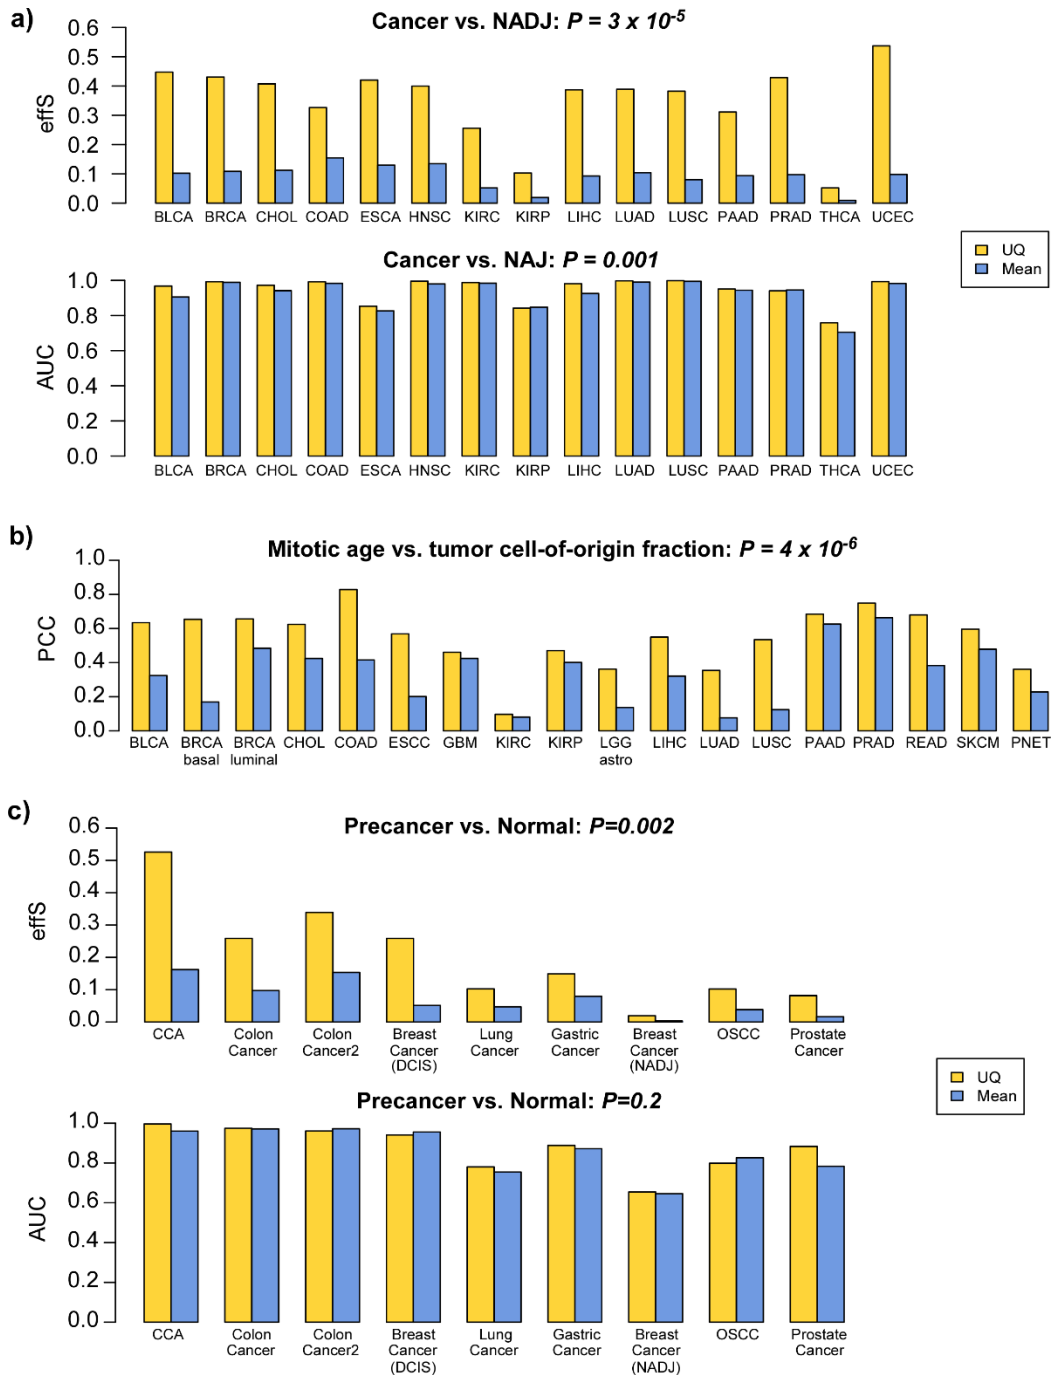 a)
Cancer vs. NADJ: P = 3 x 10-5
effS
0.6
0.5
0.4
0.3
0.2
0.1
0.0
BLCA BRCA CHOL COAD ESCA HNSC KIRC KIRP LIHC LUAD LUSC PAAD PRAD THCA UCEC
UQ
Mean
Cancer vs. NAJ: P = 0.001
AUC
1.0
0.8
0.6
0.4
0.2
0.0
BLCA BRCA CHOL COAD ESCA HNSC KIRC KIRP LIHC LUAD LUSC PAAD PRAD THCA UCEC
b)
Mitotic age vs. tumor cell-of-origin fraction: P = 4 x 10-6
PCC
1.0
0.8
0.6
0.4
0.2
0.0
BLCA BRCA BRCA CHOL COAD ESCC GBM KIRC KIRP LGG LIHC LUAD LUSC PAAD PRAD READ SKCM PNET
basal luminal astro
c)
Precancer vs. Normal: P=0.002
effS
0.6
0.5
0.4
0.3
0.2
0.1
0.0
CCA Colon Colon Breast Lung Gastric Breast OSCC Prostate
Cancer Cancer2 Cancer Cancer Cancer Cancer Cancer
(DCIS) (NADJ)
UQ
Mean
Precancer vs. Normal: P=0.2
AUC
1.0
0.8
0.6
0.4
0.2
0.0
CCA Colon Colon Breast Lung Gastric Breast OSCC Prostate
Cancer Cancer2 Cancer Cancer Cancer Cancer Cancer
(DCIS) (NADJ)